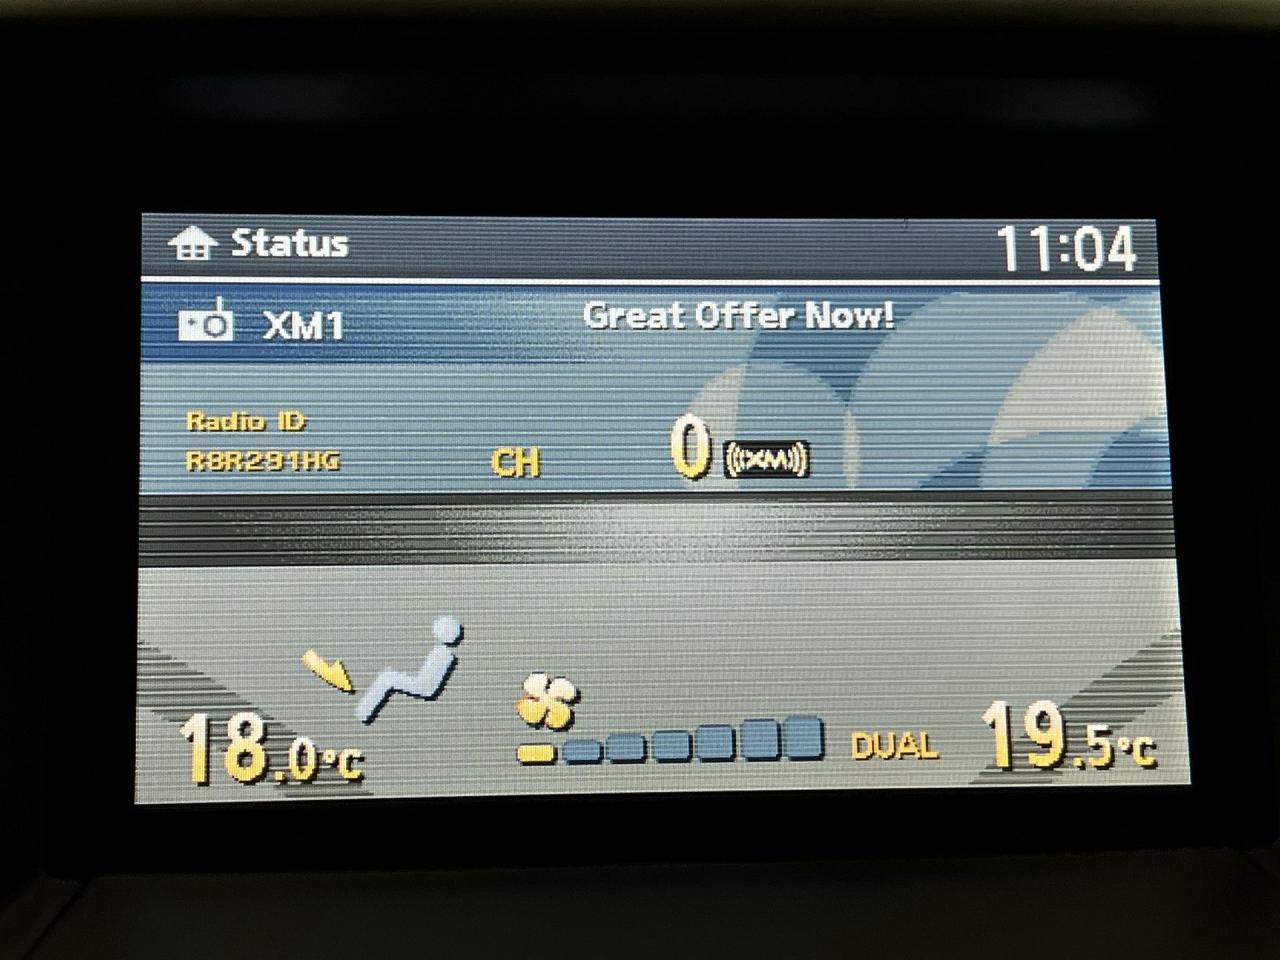 Status
11:04
XM1
Great Offer Now!
Radio ID
R8R291HG
CH
0
((XM))
18.0°C
DUAL
19.5°C